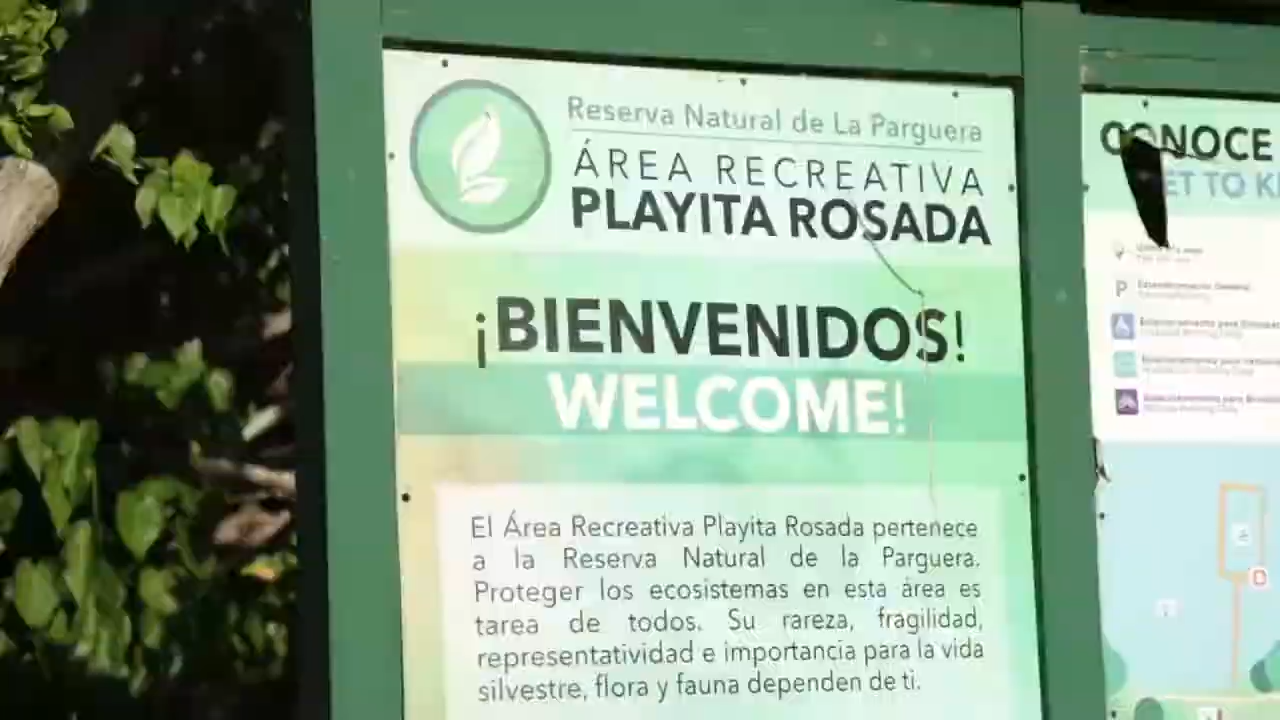 Reserva Natural de La Parguera
ÁREA RECREATIVA
PLAYITA ROSADA
¡BIENVENIDOS!
WELCOME!
El Área Recreativa Playita Rosada pertenece
a la Reserva Natural de la Parguera.
Proteger los ecosistemas en esta área es
tarea de todos. Su rareza, fragilidad,
representatividad e importancia para la vida
silvestre, flora y fauna dependen de ti.
CONOCE
TO
P